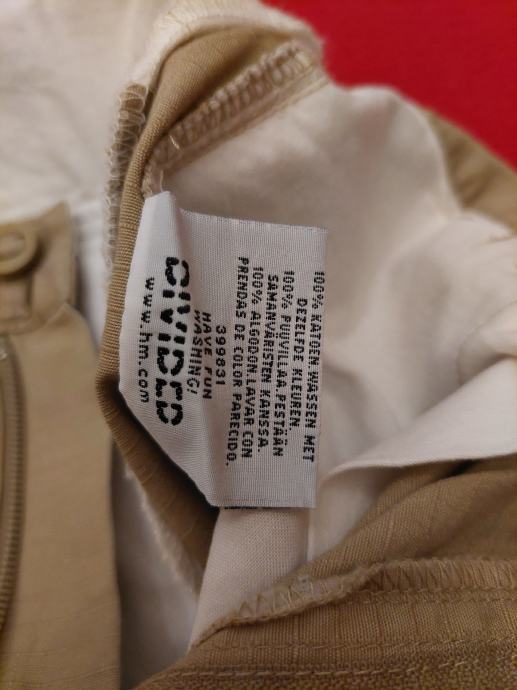 100% KATOEN WASSEN MET
DEZELFDE KLEUREN.
100% PUUVILLAA PESTÄÄN
SAMANVÄRISTEN KANSSA.
100% ALGODON.LAVAR CON
PRENDAS DE COLOR PARECIDO.
399831
HAVE FUN
WASHING!
DIVIDED
www.hm.com